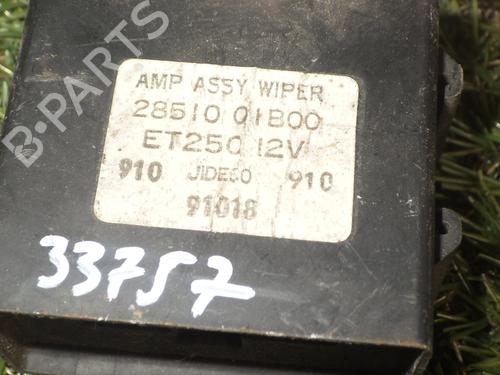 AMP ASSY WIPER
28510 01B00
ET250 12V
910 JIDECO 910
91018
33757
B-PARTS